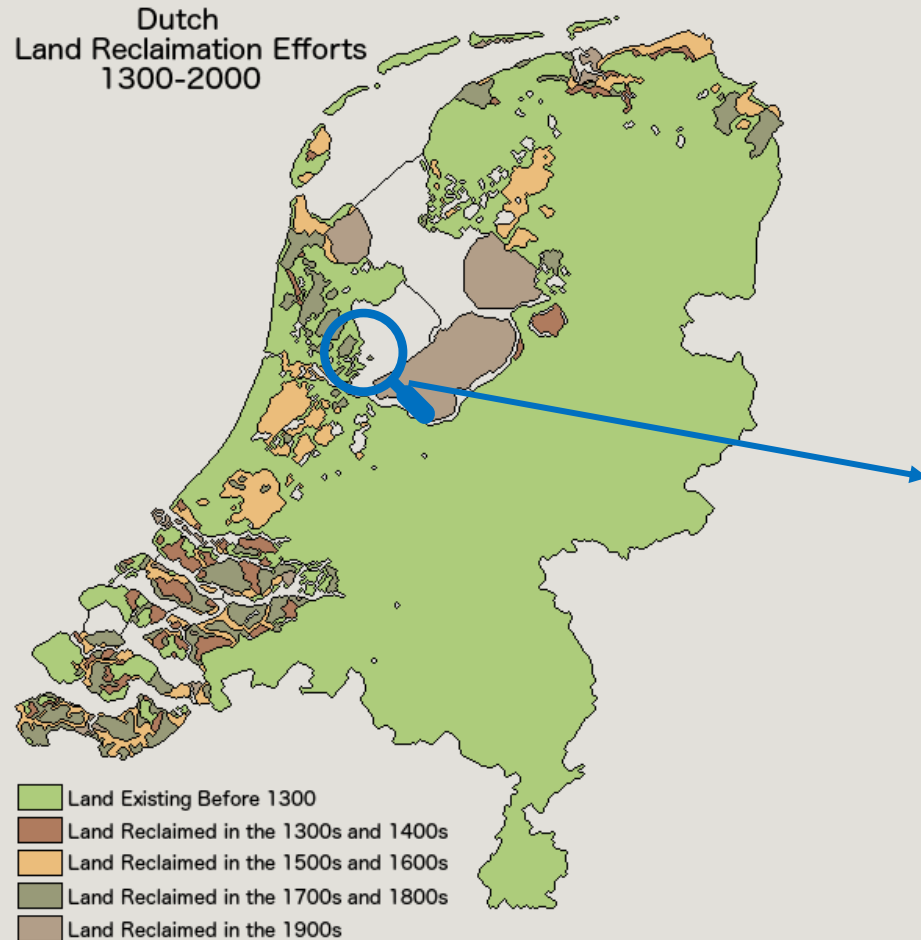 Dutch
Land Reclaimation Efforts
1300-2000
Land Existing Before 1300
Land Reclaimed in the 1300s and 1400s
Land Reclaimed in the 1500s and 1600s
Land Reclaimed in the 1700s and 1800s
Land Reclaimed in the 1900s